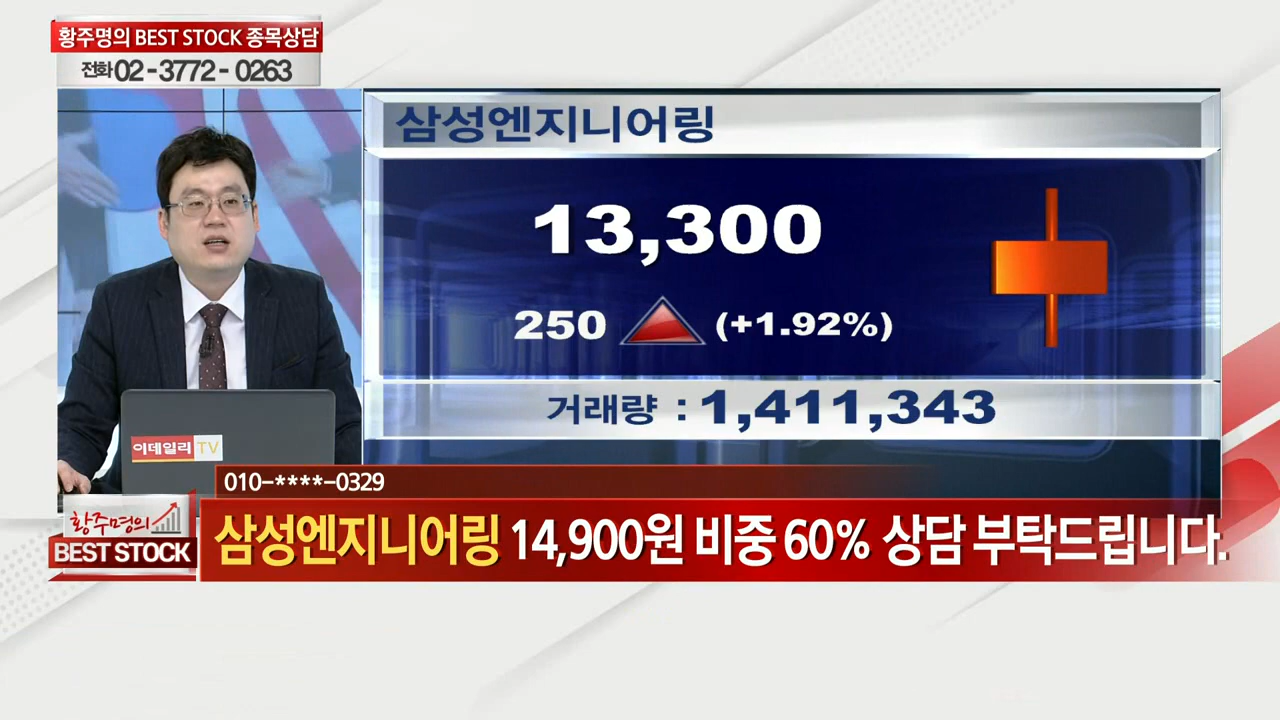 황주명의 BEST STOCK 종목상담
전화 02-3772-0263
삼성엔지니어링
13,300
250 ▲ (+1.92%)
거래량 : 1,411,343
이데일리 TV
010-****-0329
황주명의
BEST STOCK
삼성엔지니어링 14,900원 비중 60% 상담 부탁드립니다.